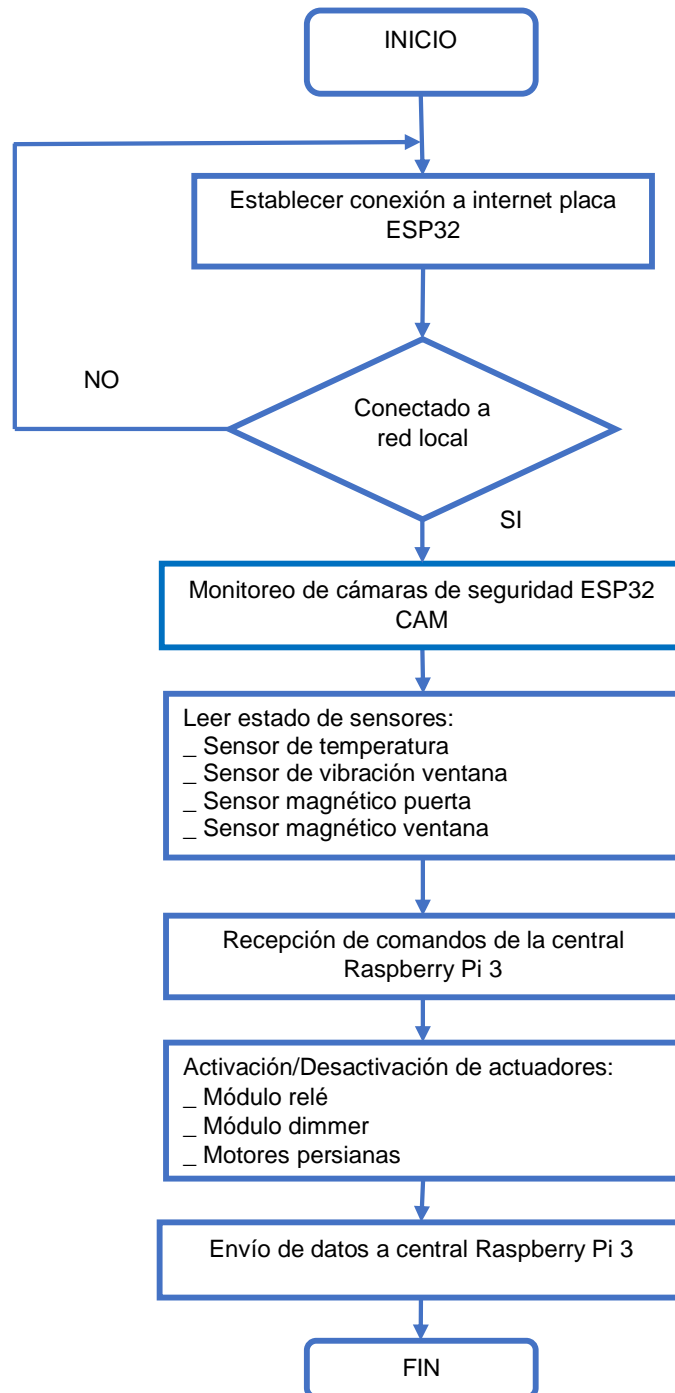 INICIO
Establecer conexión a internet placa
ESP32
NO
Conectado a
red local
SI
Monitoreo de cámaras de seguridad ESP32
CAM
Leer estado de sensores:
_ Sensor de temperatura
_ Sensor de vibración ventana
_ Sensor magnético puerta
_ Sensor magnético ventana
Recepción de comandos de la central
Raspberry Pi 3
Activación/Desactivación de actuadores:
_ Módulo relé
_ Módulo dimmer
_ Motores persianas
Envío de datos a central Raspberry Pi 3
FIN